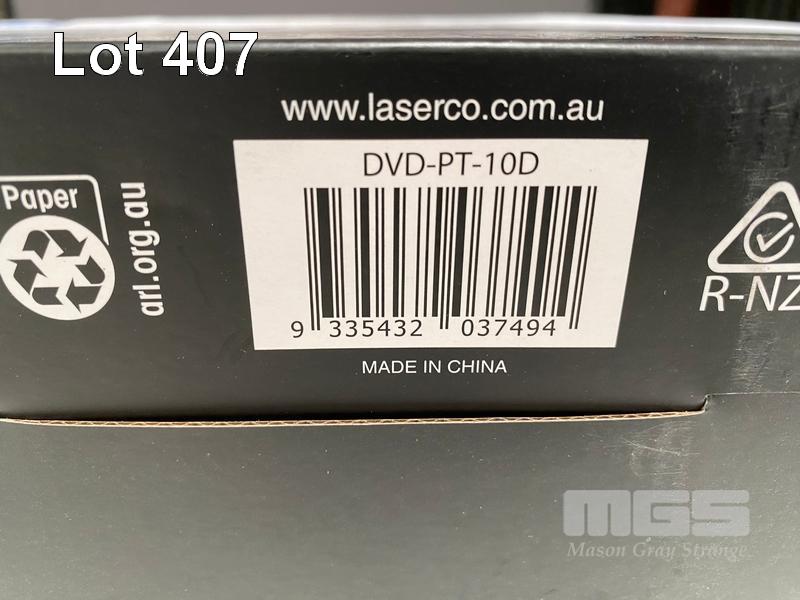 Lot 407
www.laserco.com.au
DVD-PT-10D
Paper
arl.org.au
R-NZ
9 335432 037494
MADE IN CHINA
MGS
Mason Gray Strange